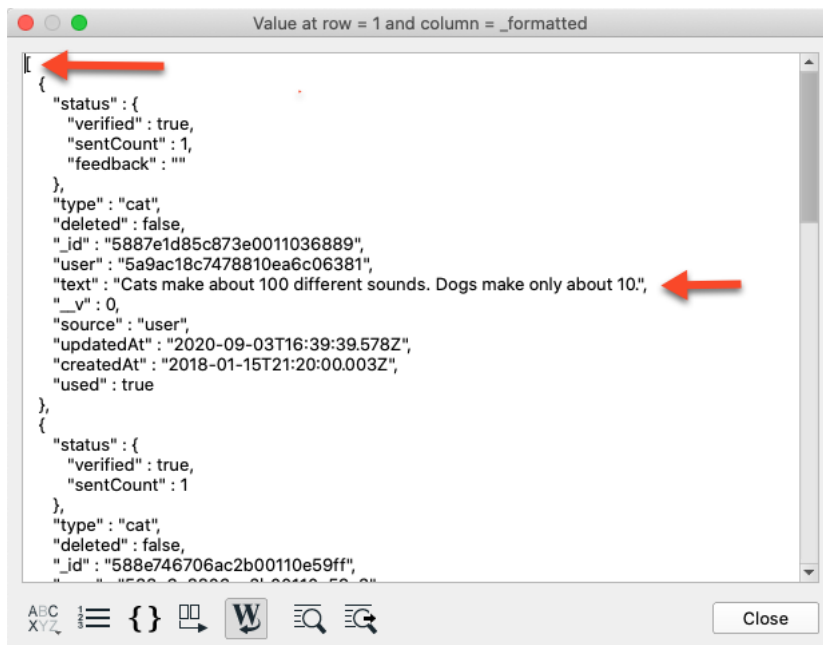 Value at row = 1 and column = _formatted
[
{
"status" : {
"verified" : true,
"sentCount" : 1,
"feedback" : ""
},
"type" : "cat",
"deleted" : false,
"_id" : "5887e1d85c873e0011036889",
"user" : "5a9ac18c7478810ea6c06381",
"text" : "Cats make about 100 different sounds. Dogs make only about 10.",
"__v" : 0,
"source" : "user",
"updatedAt" : "2020-09-03T16:39:39.578Z",
"createdAt" : "2018-01-15T21:20:00.003Z",
"used" : true
},
{
"status" : {
"verified" : true,
"sentCount" : 1
},
"type" : "cat",
"deleted" : false,
"_id" : "588e746706ac2b00110e59ff",
ABC
XYZ
1
2
3
{ }
W
Close